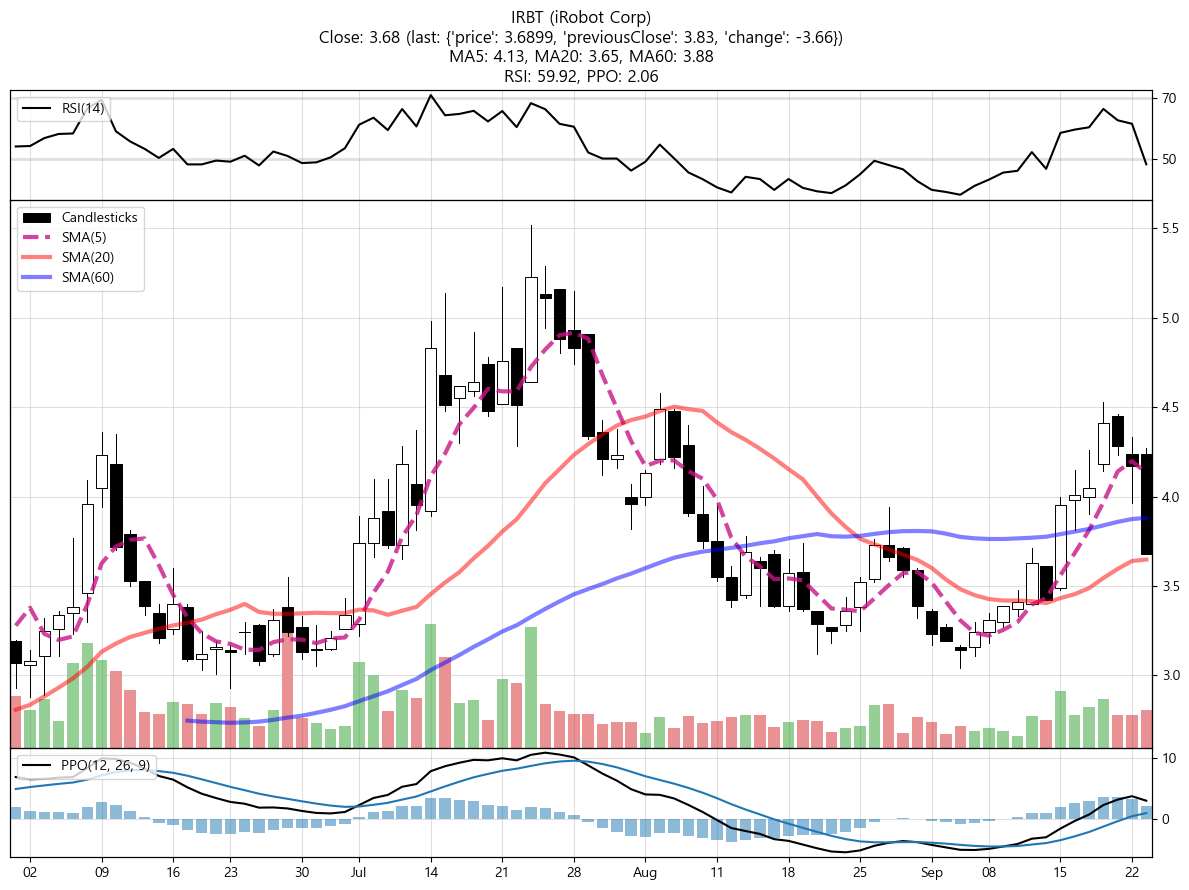 IRBT (iRobot Corp)
Close: 3.68 (last: {'price': 3.6899, 'previousClose': 3.83, 'change': -3.66})
MA5: 4.13, MA20: 3.65, MA60: 3.88
RSI: 59.92, PPO: 2.06
RSI(14)
70
50
Candlesticks
SMA(5)
SMA(20)
SMA(60)
5.5
5.0
4.5
4.0
3.5
3.0
PPO(12, 26, 9)
10
0
02 09 16 23 30 Jul 14 21 28 Aug 11 18 25 Sep 08 15 22